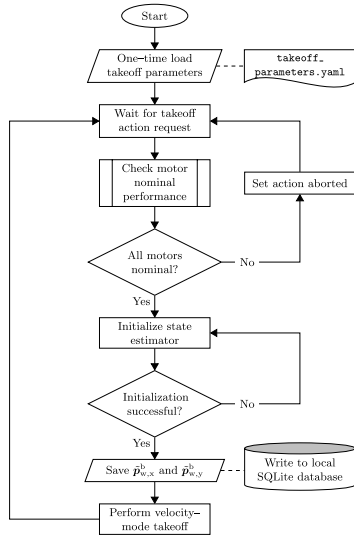 Start
One–time load
takeoff parameters
takeoff_
parameters.yaml
Wait for takeoff
action request
Check motor
nominal
performance
Set action aborted
All motors
nominal?
No
Yes
Initialize state
estimator
Initialization
successful?
No
Yes
Save p̃ᵇw,x and p̃ᵇw,y
Write to local
SQLite database
Perform velocity–
mode takeoff